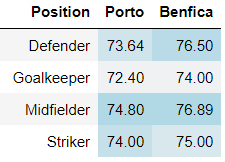 Position Porto Benfica
Defender 73.64 76.50
Goalkeeper 72.40 74.00
Midfielder 74.80 76.89
Striker 74.00 75.00